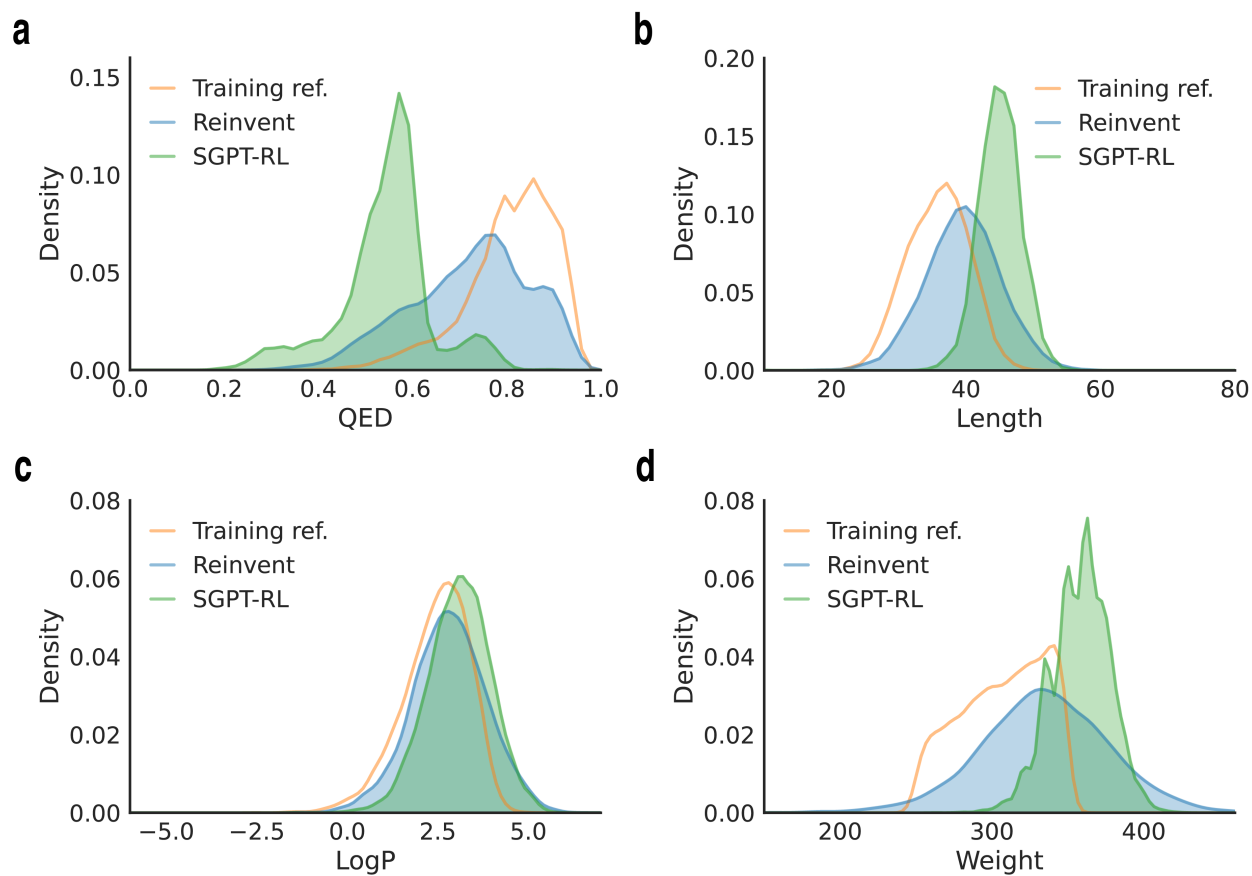 a
0.15
0.10
0.05
0.00
Density
Training ref.
Reinvent
SGPT-RL
0.0 0.2 0.4 0.6 0.8 1.0
QED
b
0.20
0.15
0.10
0.05
0.00
Density
Training ref.
Reinvent
SGPT-RL
20 40 60 80
Length
c
0.08
0.06
0.04
0.02
0.00
Density
Training ref.
Reinvent
SGPT-RL
−5.0 −2.5 0.0 2.5 5.0
LogP
d
0.08
0.06
0.04
0.02
0.00
Density
Training ref.
Reinvent
SGPT-RL
200 300 400
Weight